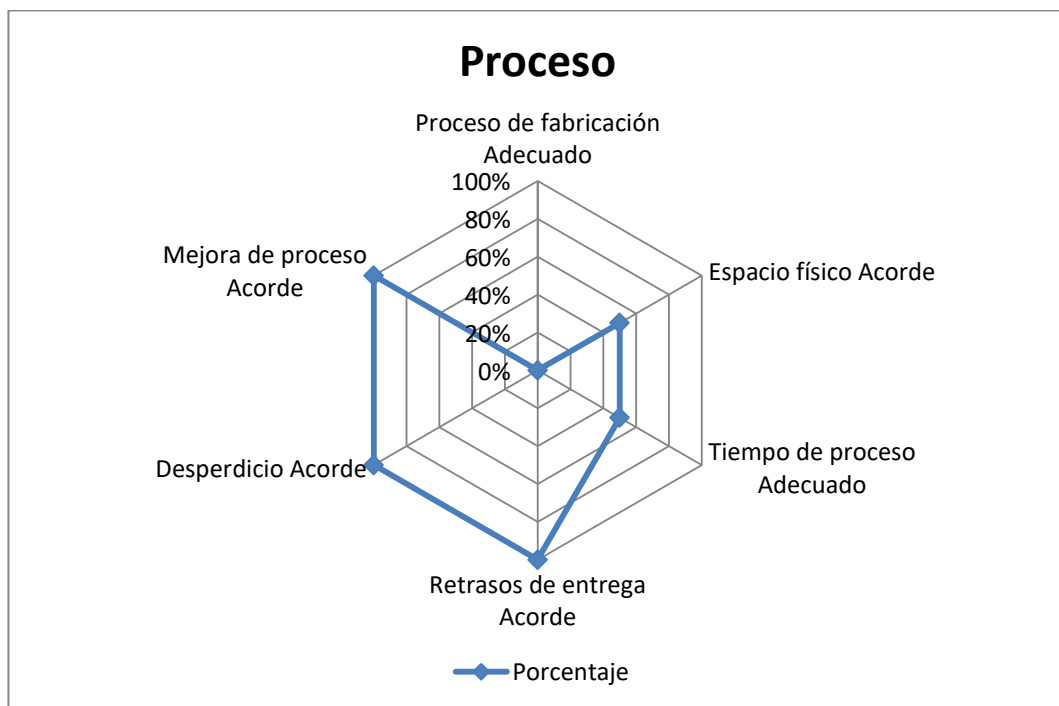 Proceso
Proceso de fabricación
Adecuado
100%
80%
60%
40%
20%
0%
Espacio físico Acorde
Tiempo de proceso
Adecuado
Retrasos de entrega
Acorde
Desperdicio Acorde
Mejora de proceso
Acorde
Porcentaje